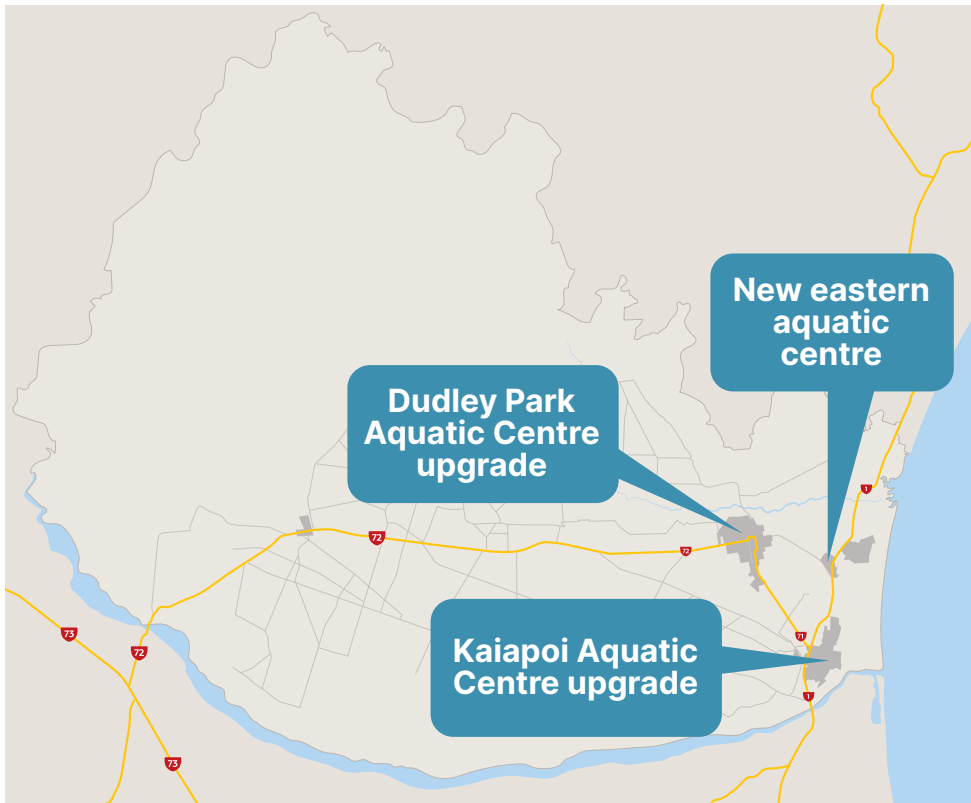 New eastern
aquatic
centre
Dudley Park
Aquatic Centre
upgrade
1
72
72
73
72
71
Kaiapoi Aquatic
Centre upgrade
1
73